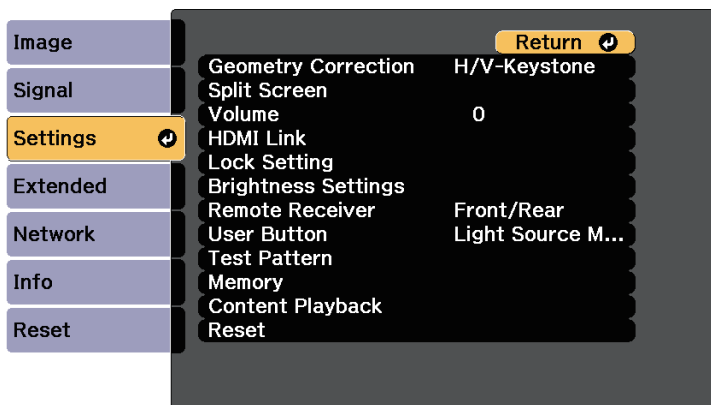 Image
Signal
Settings
Extended
Network
Info
Reset
Return
Geometry Correction H/V-Keystone
Split Screen
Volume 0
HDMI Link
Lock Setting
Brightness Settings
Remote Receiver Front/Rear
User Button Light Source M...
Test Pattern
Memory
Content Playback
Reset